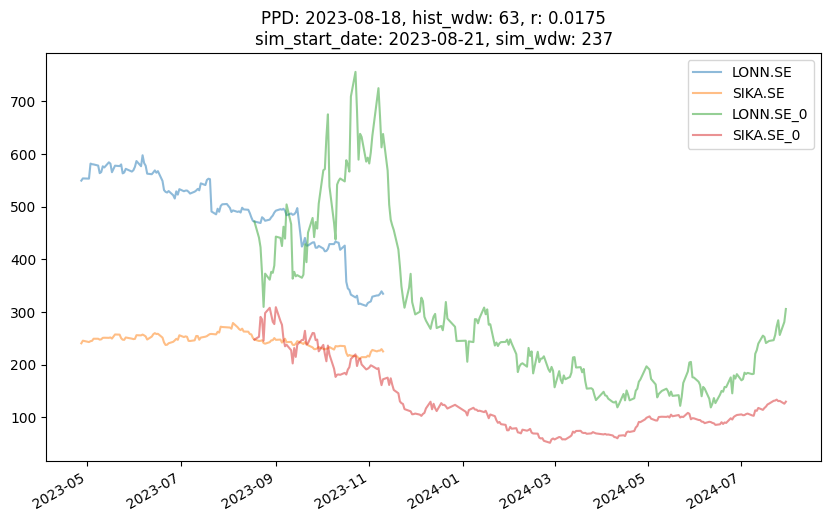 PPD: 2023-08-18, hist_wdw: 63, r: 0.0175
sim_start_date: 2023-08-21, sim_wdw: 237
LONN.SE
SIKA.SE
LONN.SE_0
SIKA.SE_0
700
600
500
400
300
200
100
2023-05
2023-07
2023-09
2023-11
2024-01
2024-03
2024-05
2024-07